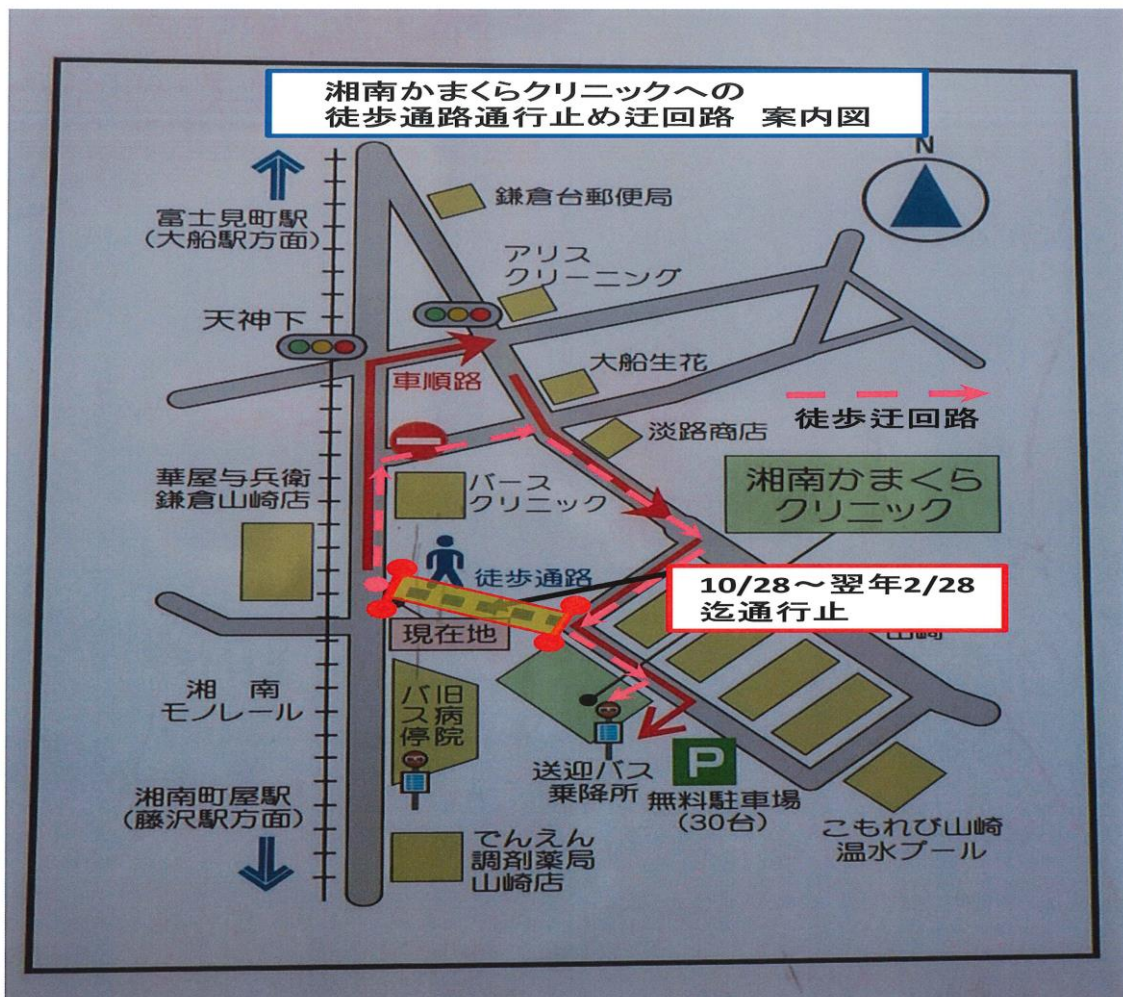 湘南かまくらクリニックへの
徒歩通路通行止め迂回路 案内図
N
鎌倉台郵便局
富士見町駅
(大船駅方面)
アリス
クリーニング
天神下
大船生花
車順路
徒歩迂回路
淡路商店
華屋与兵衛
鎌倉山崎店
バース
クリニック
湘南かまくら
クリニック
徒歩通路
10/28～翌年2/28
迄通行止
山崎
現在地
湘 南
モノレール
旧病院
バス停
送迎バス
乗降所
P
無料駐車場
(30台)
湘南町屋駅
(藤沢駅方面)
こもれび山崎
温水プール
でんえん
調剤薬局
山崎店